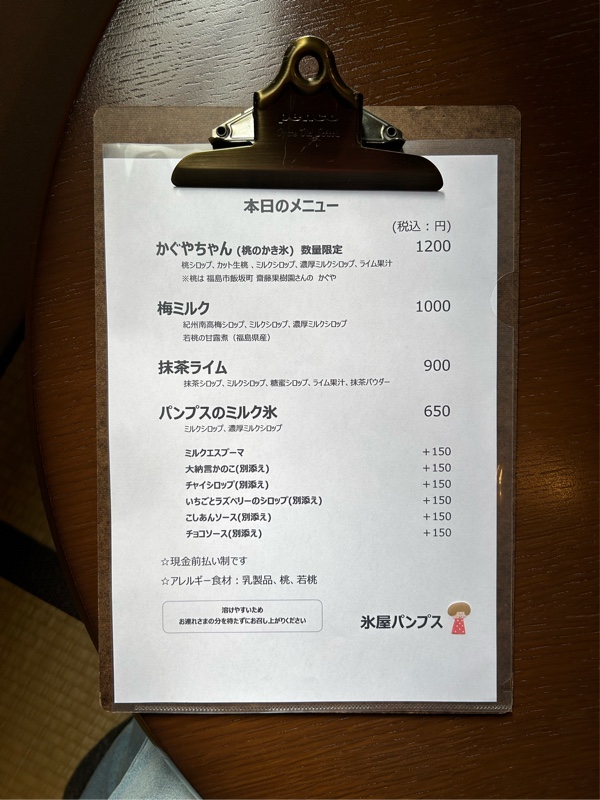 本日のメニュー
(税込：円)
かぐやちゃん (桃のかき氷) 数量限定 1200
桃シロップ、カット生桃 、ミルクシロップ、濃厚ミルクシロップ、ライム果汁
※桃は 福島市飯坂町 齋藤果樹園さんの かぐや
梅ミルク 1000
紀州南高梅シロップ、ミルクシロップ、濃厚ミルクシロップ
若桃の甘露煮（福島県産）
抹茶ライム 900
抹茶シロップ、ミルクシロップ、糖蜜シロップ、ライム果汁、抹茶パウダー
パンプスのミルク氷 650
ミルクシロップ、濃厚ミルクシロップ
ミルクエスプーマ ＋150
大納言かのこ(別添え) ＋150
チャイシロップ(別添え) ＋150
いちごとラズベリーのシロップ(別添え) ＋150
こしあんソース(別添え) ＋150
チョコソース(別添え) ＋150
☆現金前払い制です
☆アレルギー食材：乳製品、桃、若桃
溶けやすいため
お連れさまの分を待たずにお召し上がりください
氷屋パンプス